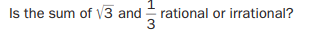 Is the sum of √3 and 1/3 rational or irrational?